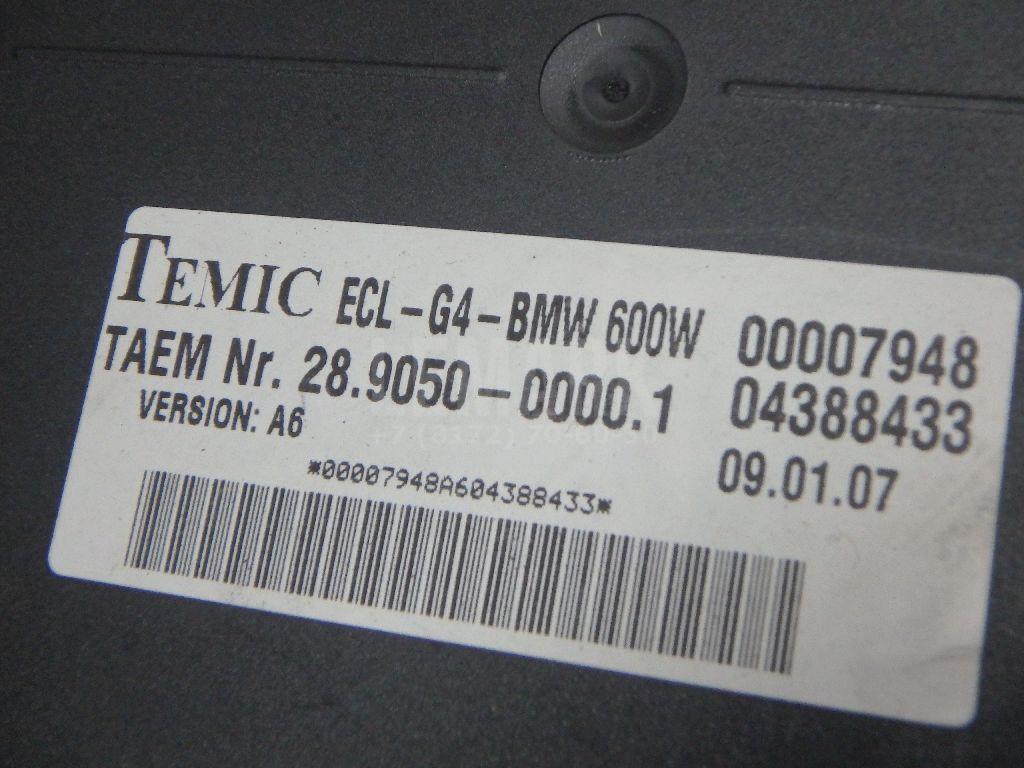 TEMIC ECL-G4-BMW 600W 00007948
TAEM Nr. 28.9050-0000.1 04388433
VERSION: A6 09.01.07
*00007948A604388433*